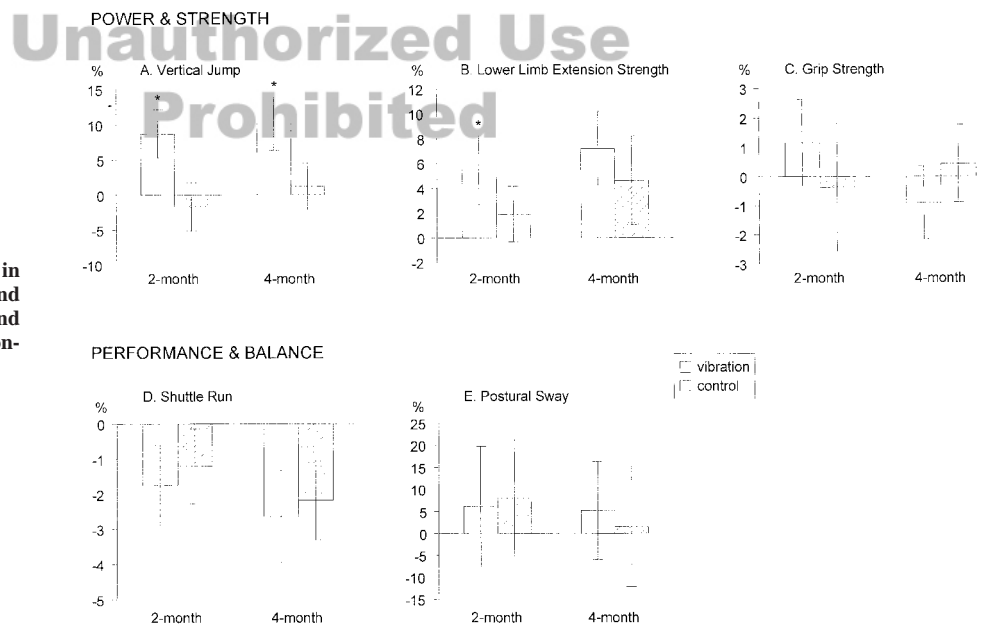 POWER & STRENGTH
Unauthorized Use
Prohibited
A. Vertical Jump
%
15
10
5
0
-5
-10
*
*
2-month
4-month
B. Lower Limb Extension Strength
%
12
10
8
6
4
2
0
-2
*
2-month
4-month
C. Grip Strength
%
3
2
1
0
-1
-2
-3
2-month
4-month
in
nd
nd
n-
PERFORMANCE & BALANCE
vibration
control
D. Shuttle Run
%
0
-1
-2
-3
-4
-5
2-month
4-month
E. Postural Sway
%
25
20
15
10
5
0
-5
-10
-15
2-month
4-month